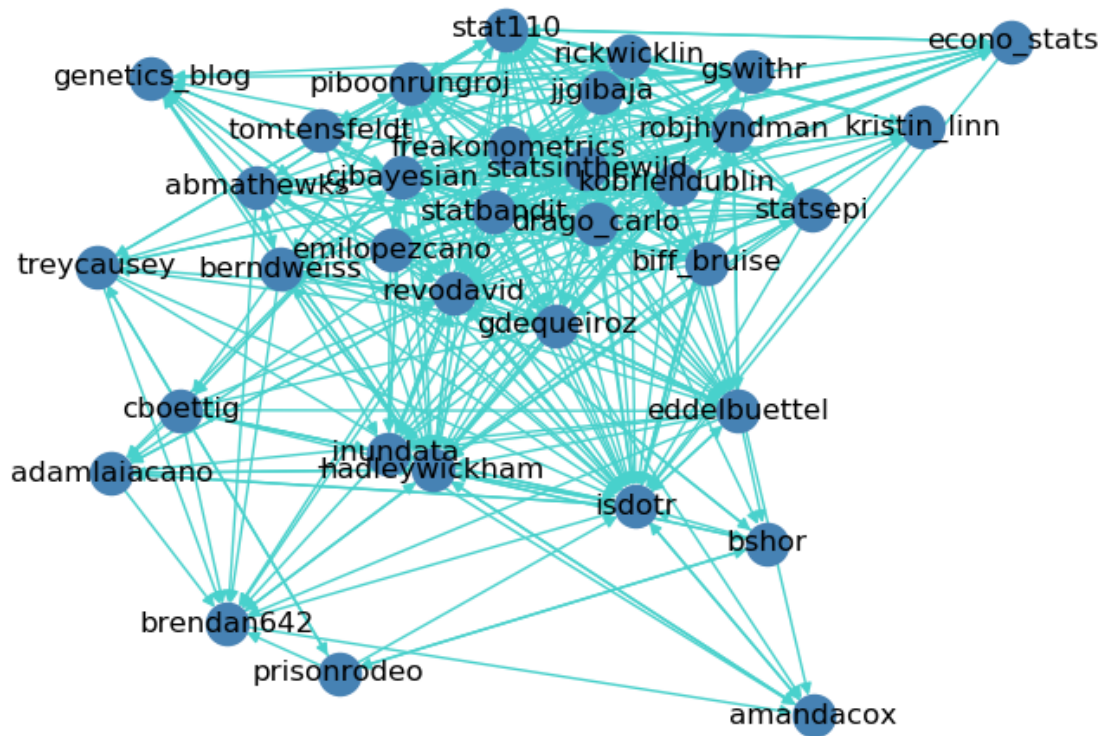 stat110
econo_stats
rickwicklin
genetics_blog
gswithr
piboonrungroj
jjgibaja
tomtensfeldt
robjhyndman
kristin_linn
freakonometrics
statsinthewild
cjbayesian
abmathewks
kobriendublin
statbandit
statsepi
drago_carlo
emilopezcano
treycausey
berndweiss
biff_bruise
revodavid
gdequeiroz
cboettig
eddelbuettel
_inundata
adamlaiacano
hadleywickham
isdotr
bshor
brendan642
prisonrodeo
amandacox